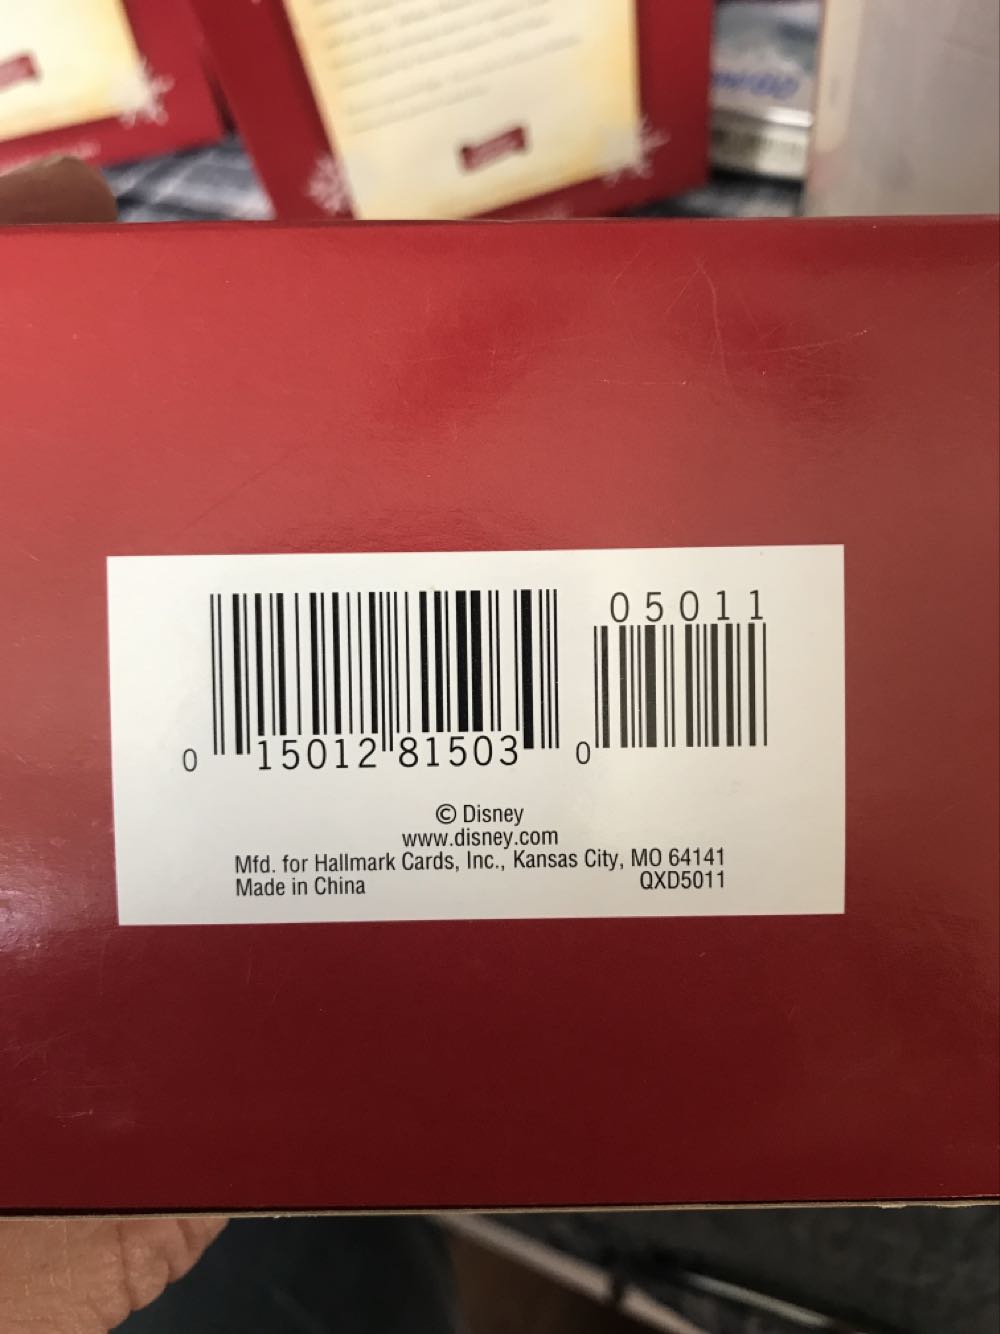 05011
0 15012 81503 0
© Disney
www.disney.com
Mfd. for Hallmark Cards, Inc., Kansas City, MO 64141
Made in China QXD5011